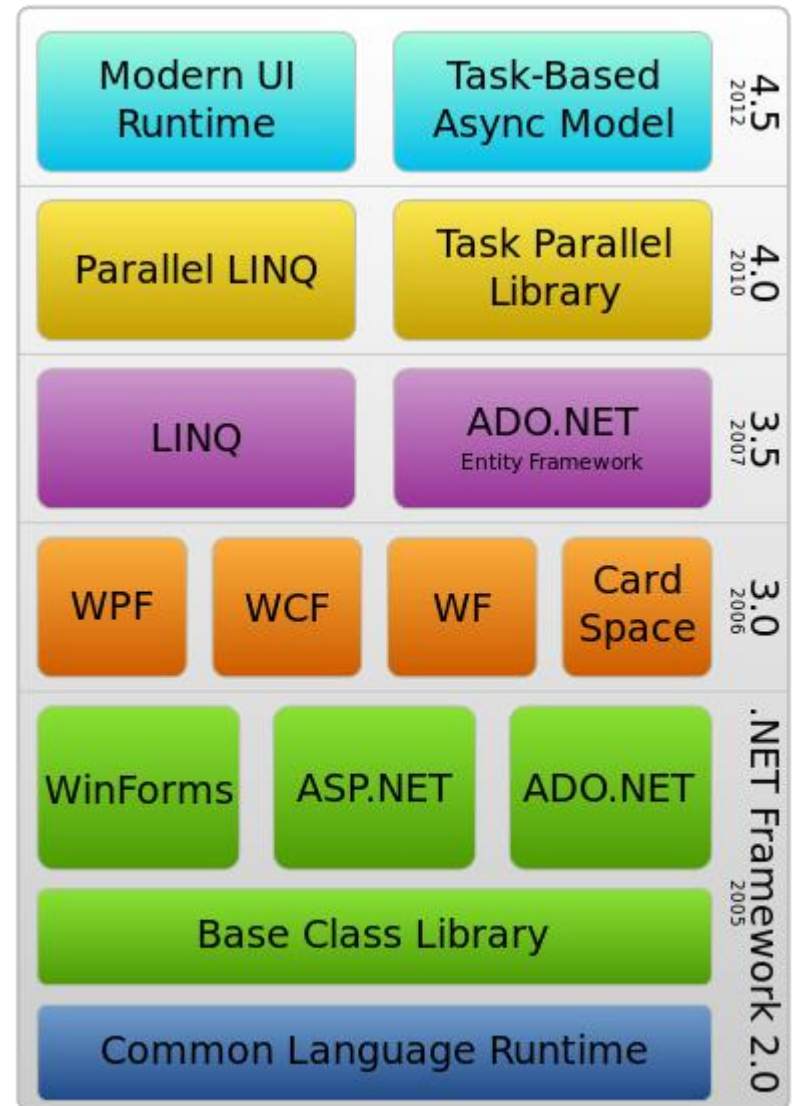 Modern UI
Runtime
Task-Based
Async Model
4.5
2012
Parallel LINQ
Task Parallel
Library
4.0
2010
LINQ
ADO.NET
Entity Framework
3.5
2007
WPF
WCF
WF
Card
Space
3.0
2006
WinForms
ASP.NET
ADO.NET
Base Class Library
Common Language Runtime
.NET Framework 2.0
2005